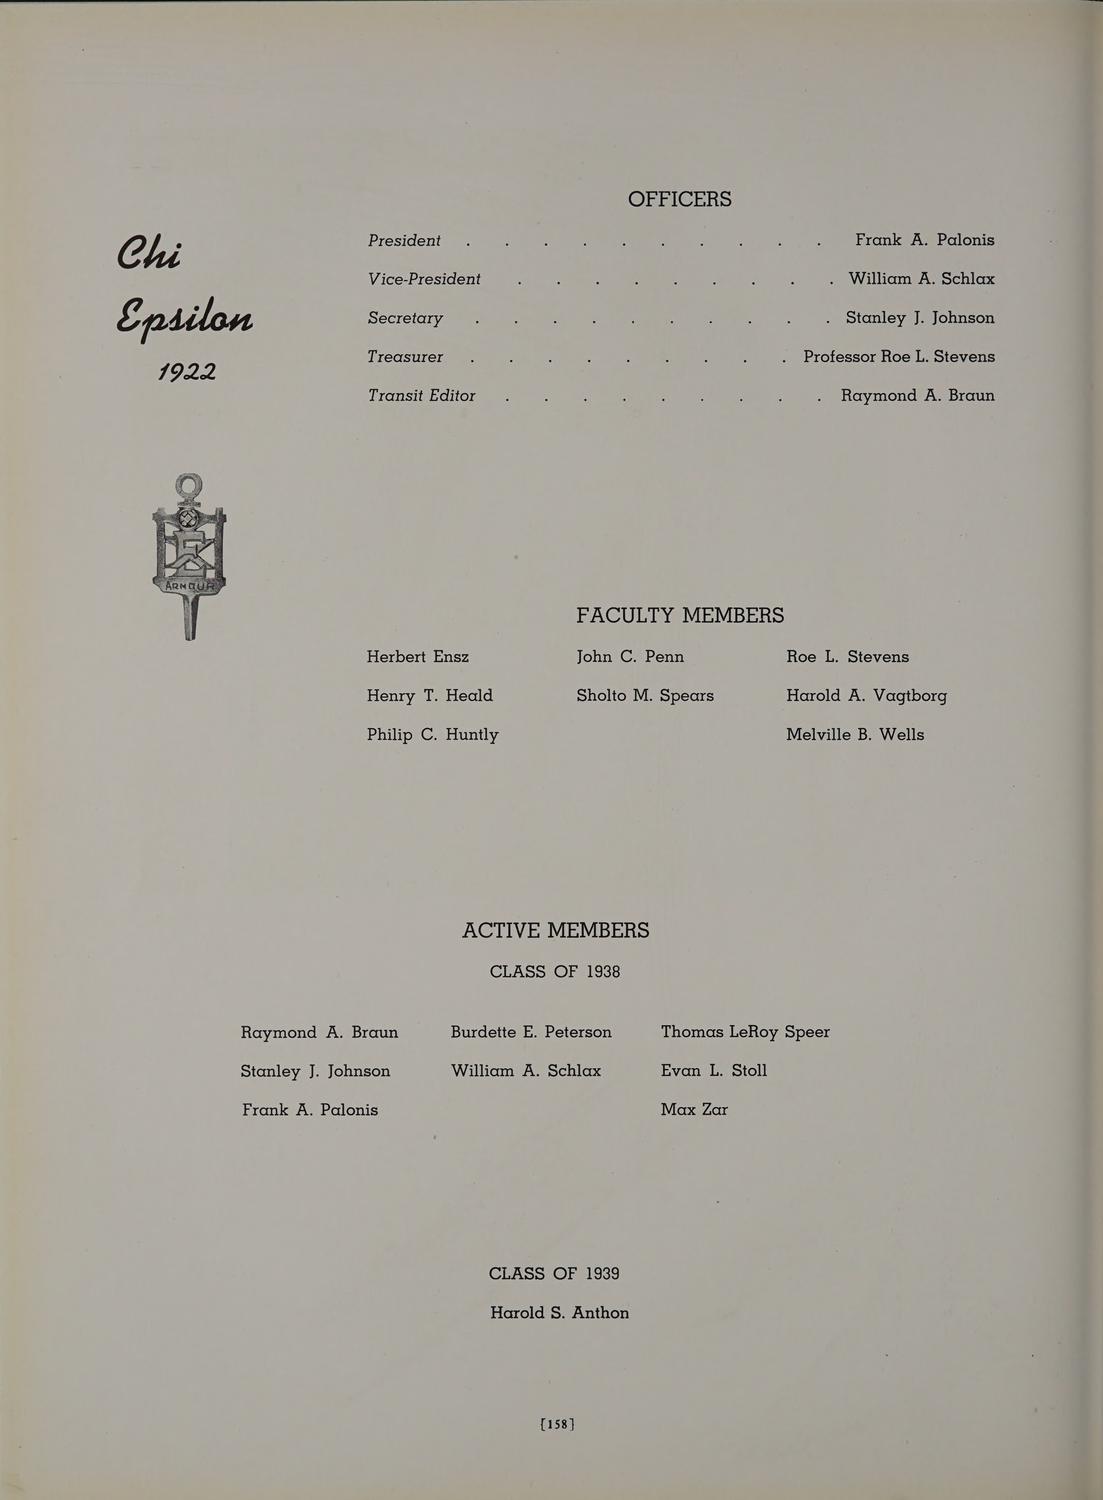 Chi
Epsilon
1922
ARMOUR
OFFICERS
President . . . . . . . . . . Frank A. Palonis
Vice-President . . . . . . . . . William A. Schlax
Secretary . . . . . . . . . . Stanley J. Johnson
Treasurer . . . . . . . . . Professor Roe L. Stevens
Transit Editor . . . . . . . . . Raymond A. Braun
FACULTY MEMBERS
Herbert Ensz John C. Penn Roe L. Stevens
Henry T. Heald Sholto M. Spears Harold A. Vagtborg
Philip C. Huntly Melville B. Wells
ACTIVE MEMBERS
CLASS OF 1938
Raymond A. Braun Burdette E. Peterson Thomas LeRoy Speer
Stanley J. Johnson William A. Schlax Evan L. Stoll
Frank A. Palonis Max Zar
CLASS OF 1939
Harold S. Anthon
[158]